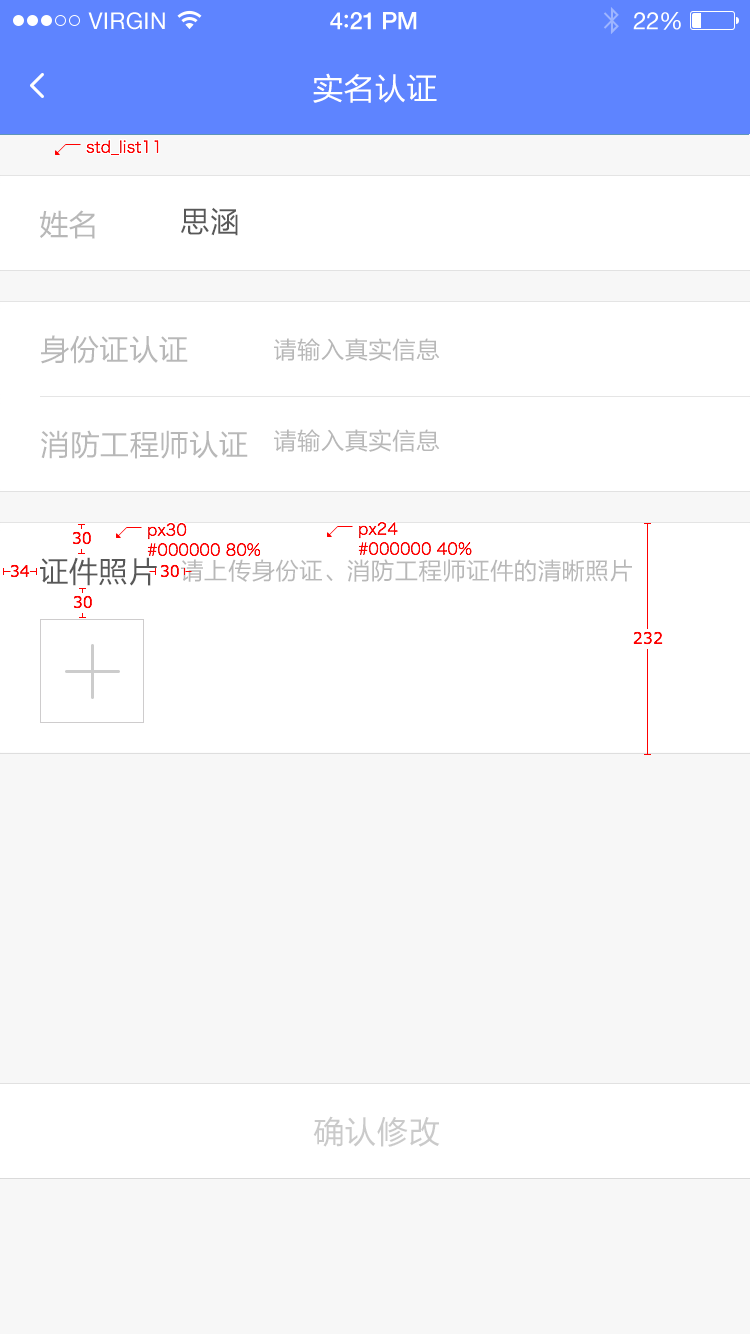 VIRGIN 4:21 PM 22%
实名认证
std_list11
姓名 思涵
身份证认证 请输入真实信息
消防工程师认证 请输入真实信息
30 px30 px24
#000000 80% #000000 40%
34 证件照片 30 请上传身份证、消防工程师证件的清晰照片
30
232
确认修改